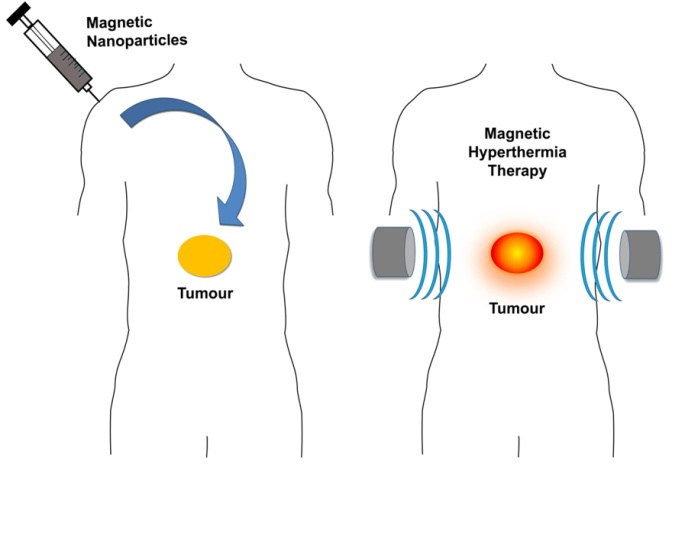 Magnetic
Nanoparticles
Tumour
Magnetic
Hyperthermia
Therapy
Tumour